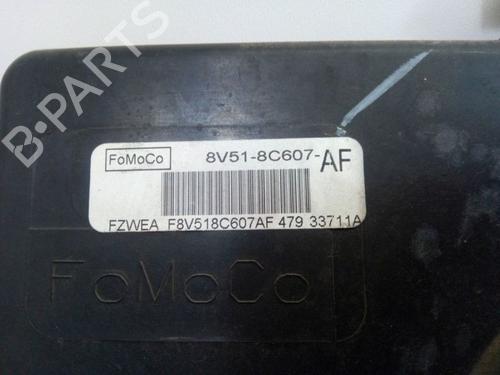 B-PARTS
FoMoCo 8V51-8C607-AF
FZWEA F8V518C607AF 479 33711A
FoMoCo